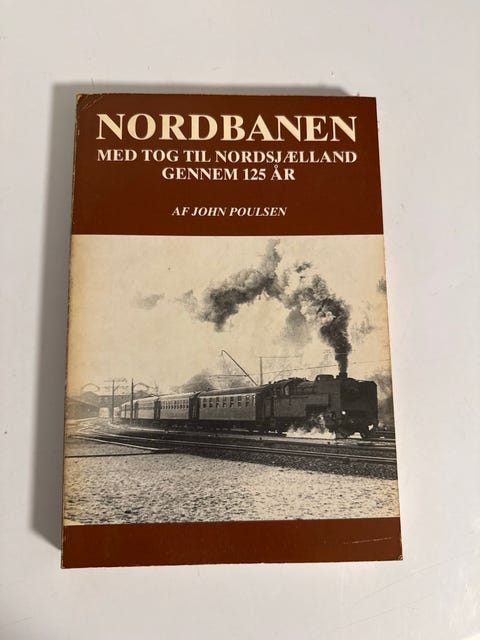 NORDBANEN
MED TOG TIL NORDSJÆLLAND
GENNEM 125 ÅR
AF JOHN POULSEN